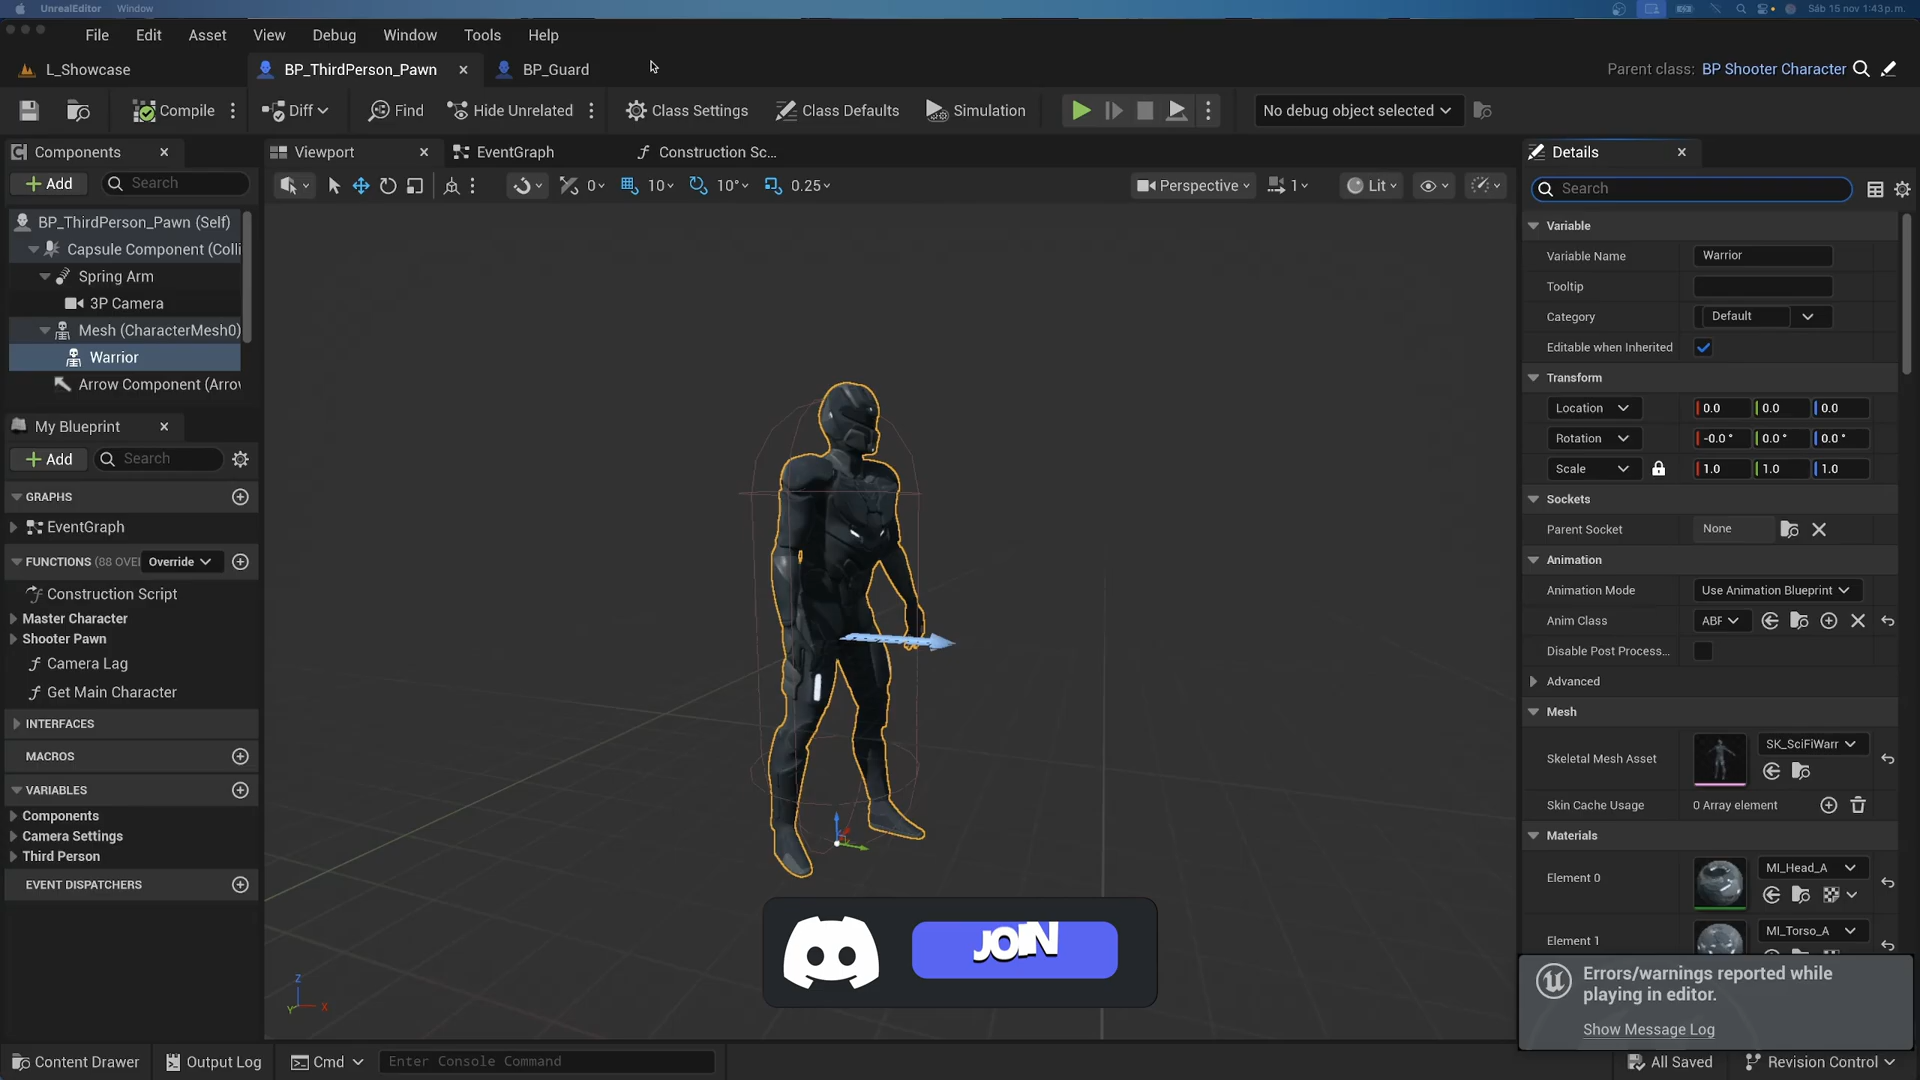 UnrealEditor Window
Sáb 15 nov 1:43 p.m.
File Edit Asset View Debug Window Tools Help
L_Showcase
BP_ThirdPerson_Pawn
BP_Guard
Parent class: BP Shooter Character
Compile
Diff
Find
Hide Unrelated
Class Settings
Class Defaults
Simulation
No debug object selected
Components
Add
Search
BP_ThirdPerson_Pawn (Self)
Capsule Component (Colli
Spring Arm
3P Camera
Mesh (CharacterMesh0)
Warrior
Arrow Component (Arrov
My Blueprint
Add
Search
GRAPHS
EventGraph
FUNCTIONS (88 OVEI Override
Construction Script
Master Character
Shooter Pawn
Camera Lag
Get Main Character
INTERFACES
MACROS
VARIABLES
Components
Camera Settings
Third Person
EVENT DISPATCHERS
Viewport
EventGraph
Construction Sc...
0
10
10°
0.25
Perspective
1
Lit
Z
Y
X
JOIN
Details
Search
Variable
Variable Name Warrior
Tooltip
Category Default
Editable when Inherited
Transform
Location 0.0 0.0 0.0
Rotation -0.0 ° 0.0 ° 0.0 °
Scale 1.0 1.0 1.0
Sockets
Parent Socket None
Animation
Animation Mode Use Animation Blueprint
Anim Class ABF
Disable Post Process...
Advanced
Mesh
Skeletal Mesh Asset SK_SciFiWarr
Skin Cache Usage 0 Array element
Materials
Element 0 MI_Head_A
Element 1 MI_Torso_A
Errors/warnings reported while
playing in editor.
Show Message Log
Content Drawer
Output Log
Cmd
Enter Console Command
All Saved
Revision Control